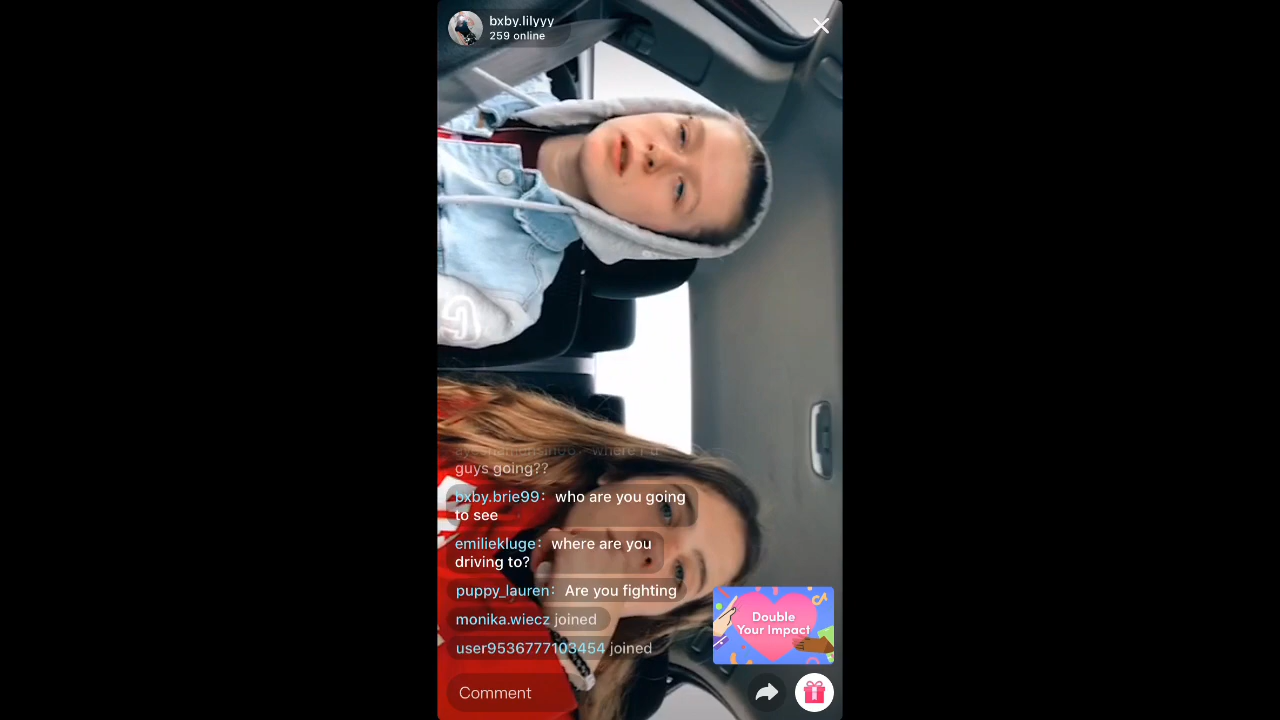 bxby.lilyyy
259 online
where r u
guys going??
bxby.brie99: who are you going
to see
emiliekluge: where are you
driving to?
puppy_lauren: Are you fighting
monika.wiecz joined
user9536777103454 joined
Double
Your Impact
Comment